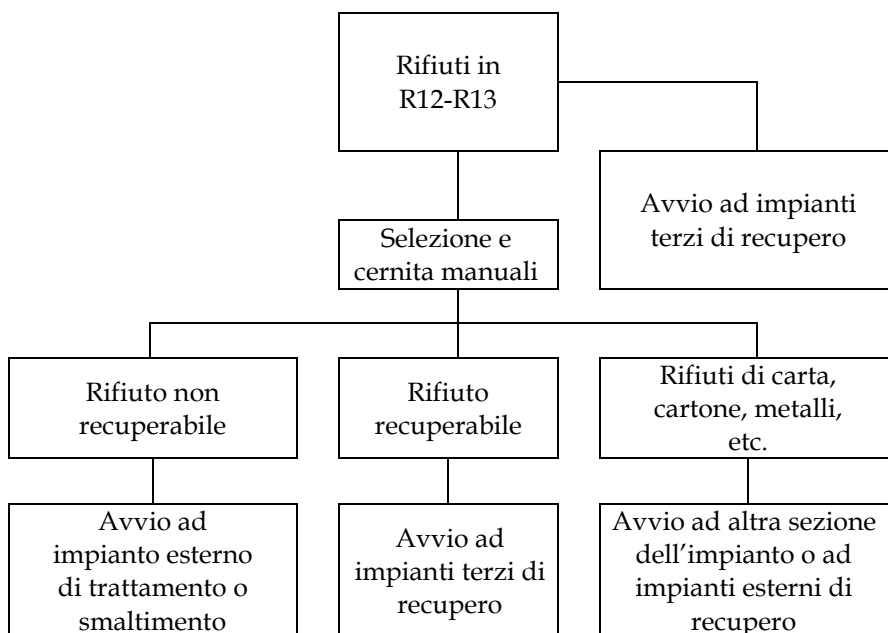 Rifiuti in
R12-R13
Avvio ad impianti
terzi di recupero
Selezione e
cernita manuali
Rifiuto non
recuperabile
Rifiuto
recuperabile
Rifiuti di carta,
cartone, metalli,
etc.
Avvio ad
impianto esterno
di trattamento o
smaltimento
Avvio ad
impianti terzi di
recupero
Avvio ad altra sezione
dell’impianto o ad
impianti esterni di
recupero